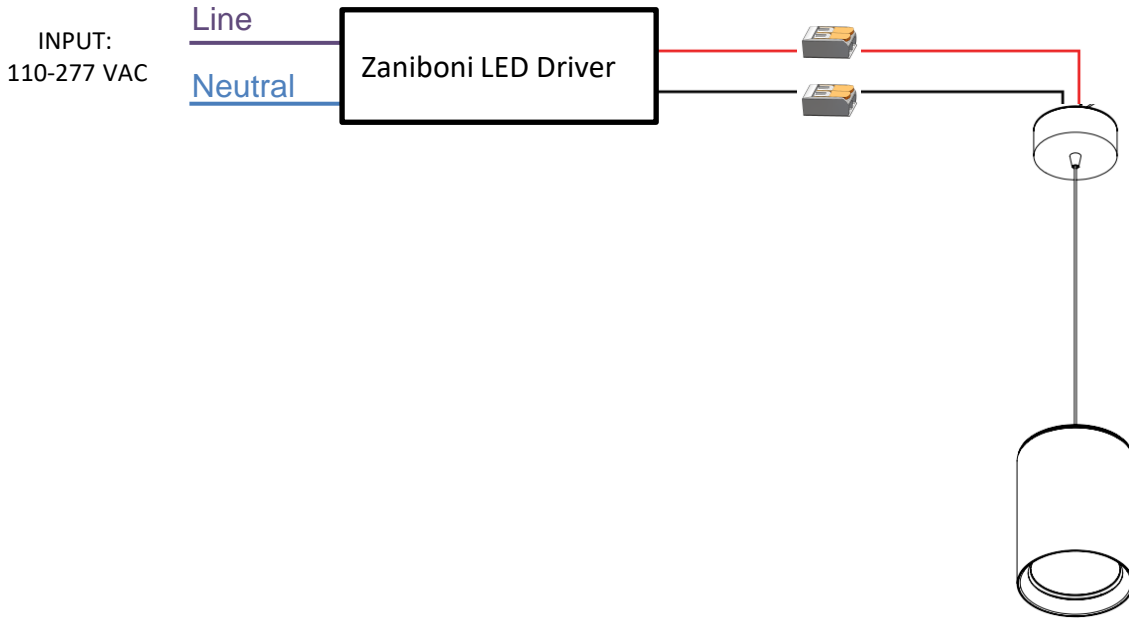 Line
INPUT:
110-277 VAC
Neutral
Zaniboni LED Driver